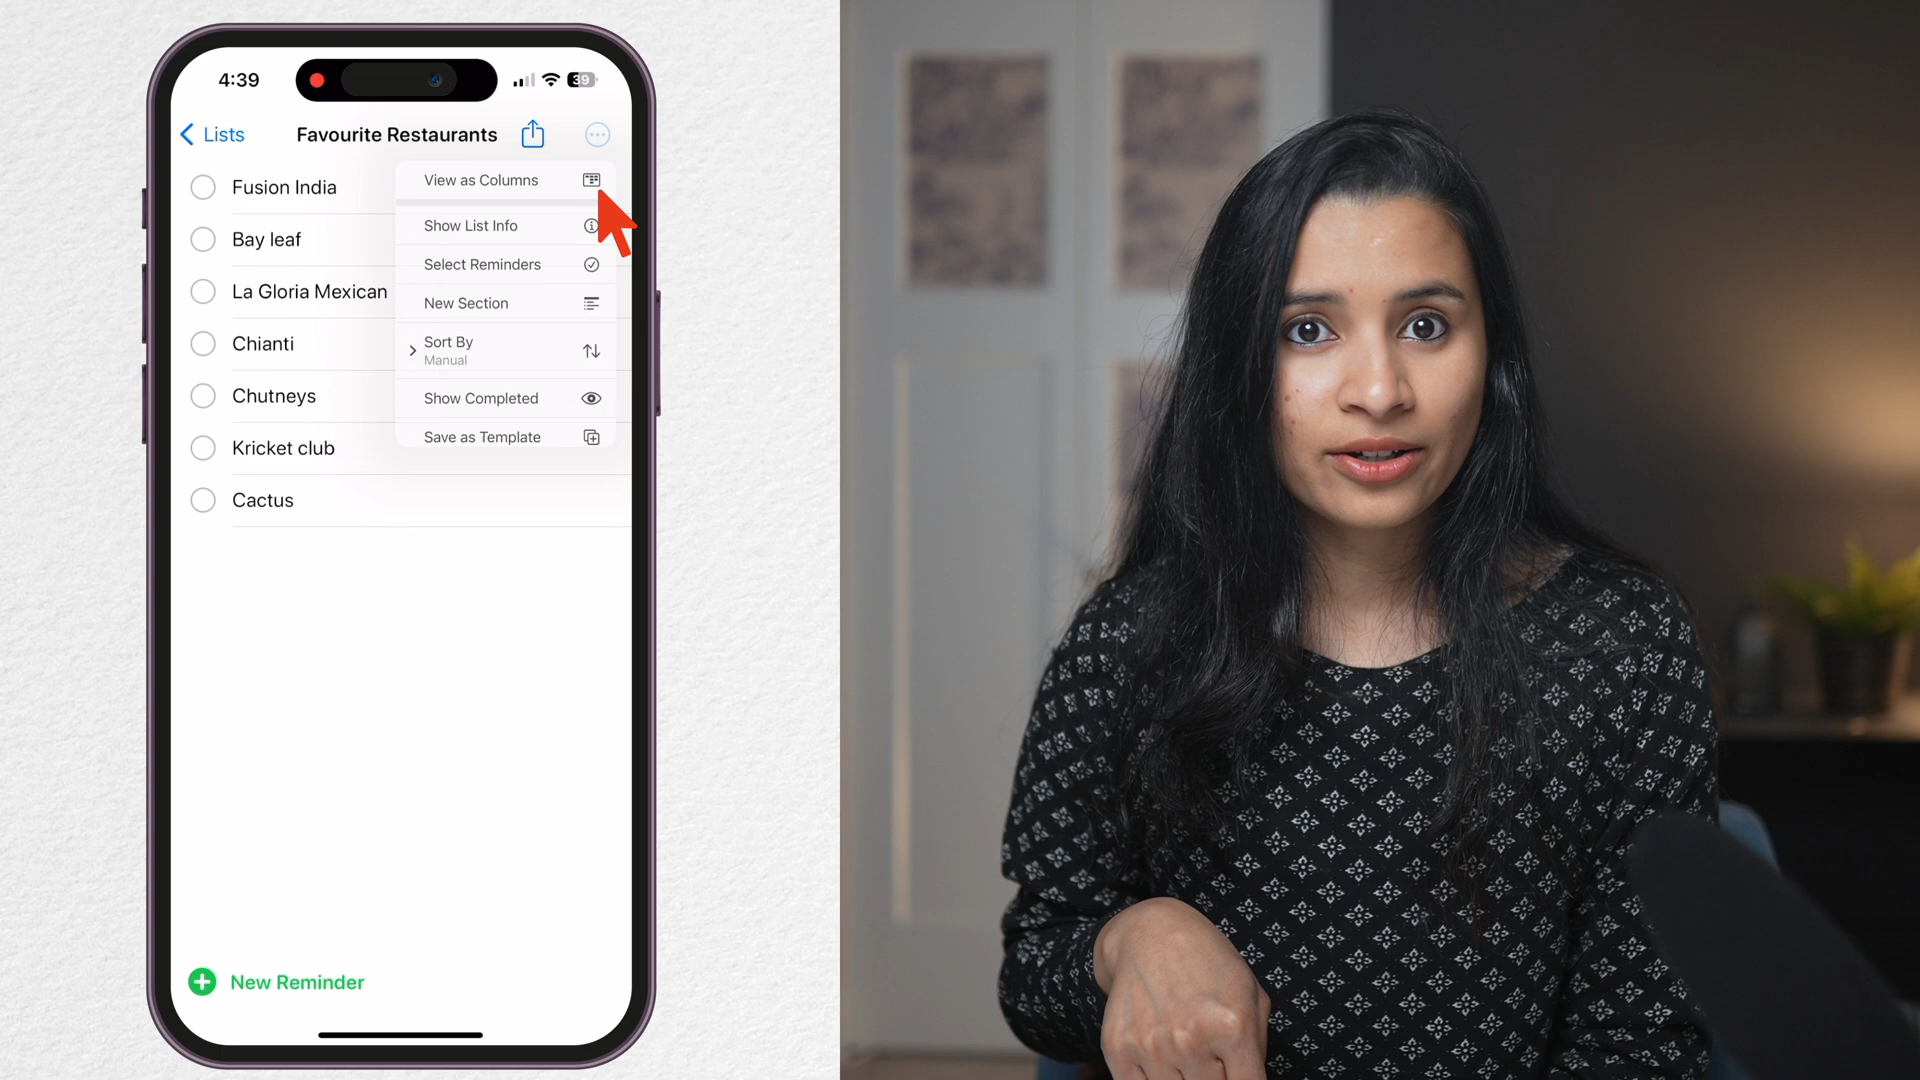 4:39
39
Lists
Favourite Restaurants
View as Columns
Fusion India
Show List Info
Bay leaf
Select Reminders
La Gloria Mexican
New Section
Chianti
Sort By
Manual
Chutneys
Show Completed
Kricket club
Save as Template
Cactus
New Reminder